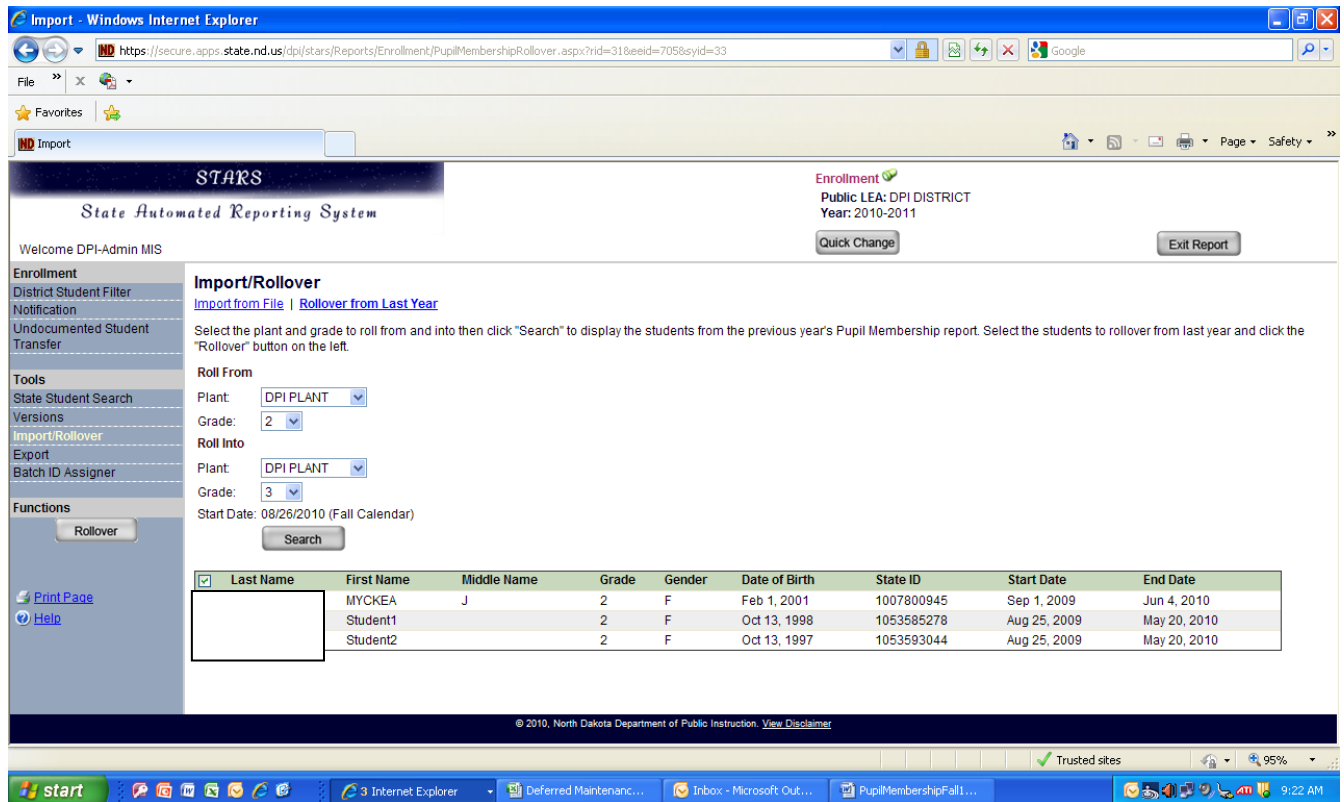 Import - Windows Internet Explorer
https://secure.apps.state.nd.us/dpi/stars/Reports/Enrollment/PupilMembershipRollover.aspx?rid=31&eeid=705&syid=33
Google
File » x
Favorites
ND Import
Page Safety »
STARS
State Automated Reporting System
Welcome DPI-Admin MIS
Enrollment
Public LEA: DPI DISTRICT
Year: 2010-2011
Quick Change
Exit Report
Enrollment
District Student Filter
Notification
Undocumented Student
Transfer
Tools
State Student Search
Versions
Import/Rollover
Export
Batch ID Assigner
Functions
Rollover
Print Page
Help
Import/Rollover
Import from File | Rollover from Last Year
Select the plant and grade to roll from and into then click "Search" to display the students from the previous year's Pupil Membership report. Select the students to rollover from last year and click the
"Rollover" button on the left.
Roll From
Plant: DPI PLANT
Grade: 2
Roll Into
Plant: DPI PLANT
Grade: 3
Start Date: 08/26/2010 (Fall Calendar)
Search
Last Name First Name Middle Name Grade Gender Date of Birth State ID Start Date End Date
MYCKEA J 2 F Feb 1, 2001 1007800945 Sep 1, 2009 Jun 4, 2010
Student1 2 F Oct 13, 1998 1053585278 Aug 25, 2009 May 20, 2010
Student2 2 F Oct 13, 1997 1053593044 Aug 25, 2009 May 20, 2010
© 2010, North Dakota Department of Public Instruction. View Disclaimer
Trusted sites 95%
start 3 Internet Explorer Deferred Maintenanc... Inbox - Microsoft Out... PupilMembershipFall1... 9:22 AM